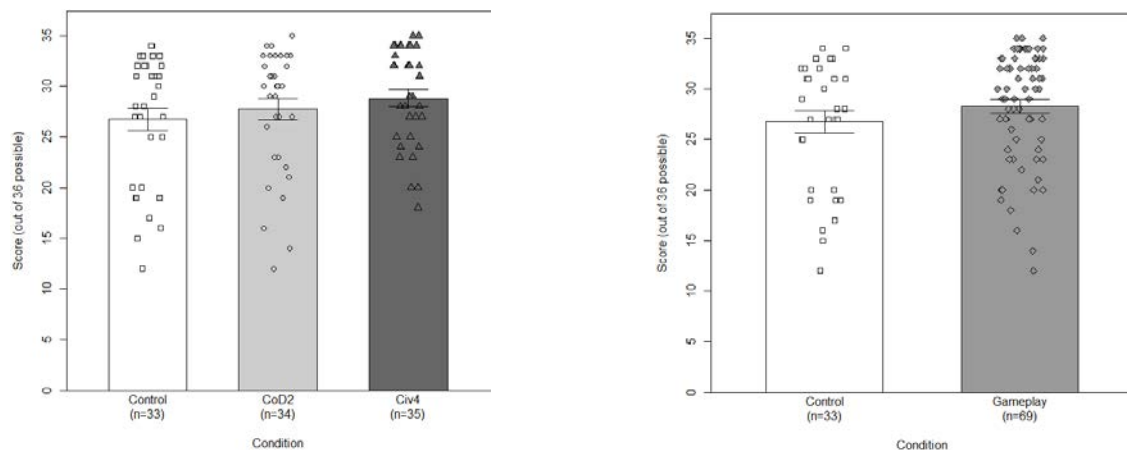 Score (out of 36 possible)
35
30
25
20
15
10
5
0
Control
(n=33)
CoD2
(n=34)
Civ4
(n=35)
Condition
Score (out of 36 possible)
35
30
25
20
15
10
5
0
Control
(n=33)
Gameplay
(n=69)
Condition